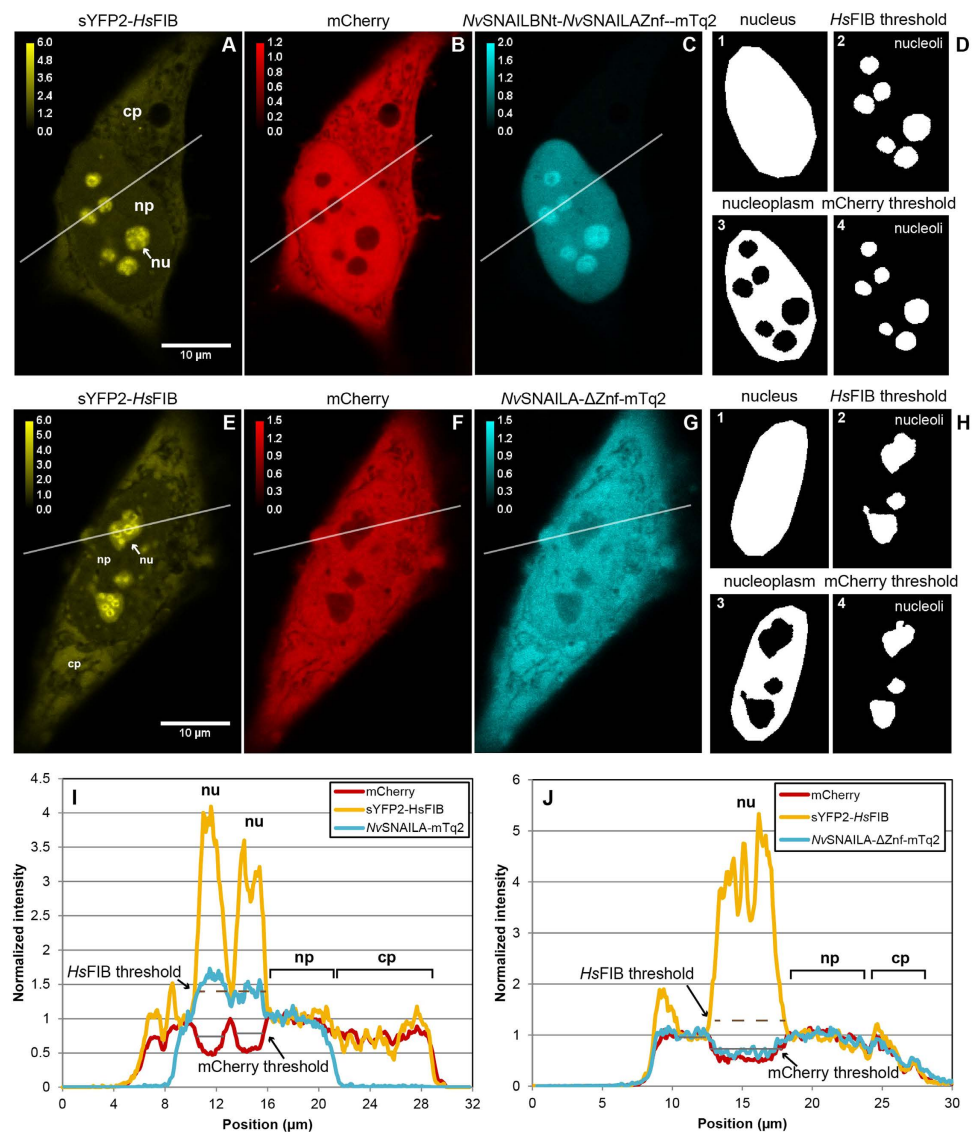 sYFP2-HsFIB
mCherry
NvSNAILBNt-NvSNAILAZnf--mTq2
nucleus
HsFIB threshold
6.0
4.8
3.6
2.4
1.2
0.0
A
cp
np
nu
10 µm
1.2
1.0
0.8
0.6
0.4
0.2
0.0
B
2.0
1.6
1.2
0.8
0.4
0.0
C
1
2
nucleoli
D
nucleoplasm
mCherry threshold
3
4
nucleoli
sYFP2-HsFIB
mCherry
NvSNAILA-ΔZnf-mTq2
nucleus
HsFIB threshold
6.0
5.0
4.0
3.0
2.0
1.0
0.0
E
np
nu
cp
10 µm
1.5
1.2
0.9
0.6
0.3
0.0
F
1.5
1.2
0.9
0.6
0.3
0.0
G
1
2
nucleoli
H
nucleoplasm
mCherry threshold
3
4
nucleoli
I
4.5
4
3.5
3
2.5
2
1.5
1
0.5
0
Normalized intensity
nu
nu
mCherry
sYFP2-HsFIB
NvSNAILA-mTq2
HsFIB threshold
np
cp
mCherry threshold
0
4
8
12
16
20
24
28
32
Position (µm)
J
6
5
4
3
2
1
0
Normalized intensity
nu
mCherry
sYFP2-HsFIB
NvSNAILA-ΔZnf-mTq2
HsFIB threshold
np
cp
mCherry threshold
0
5
10
15
20
25
30
Position (µm)